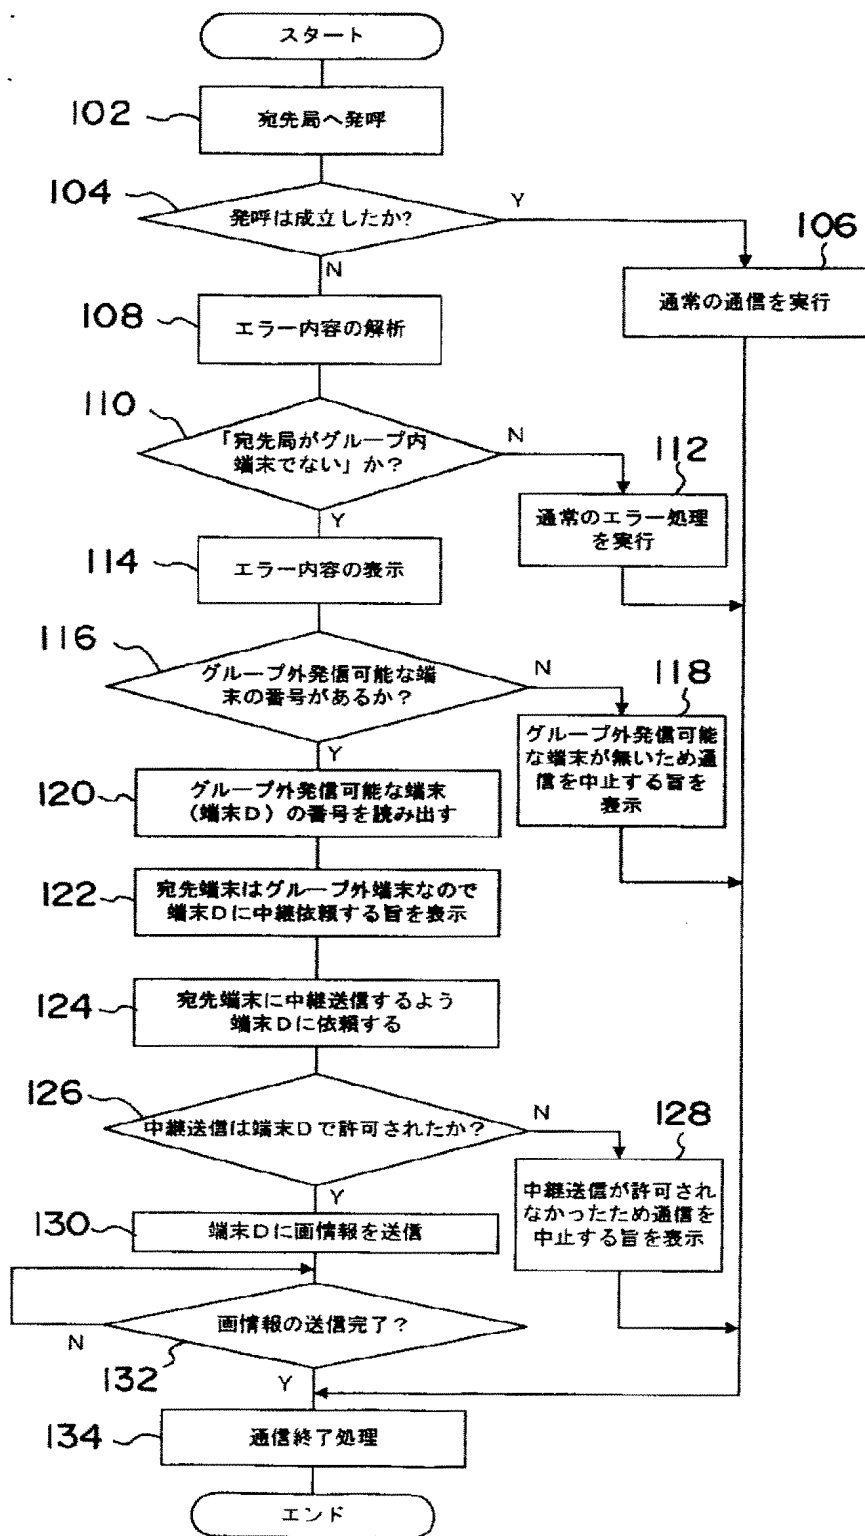 スタート
102
宛先局へ発呼
104
発呼は成立したか?
Y
N
106
通常の通信を実行
108
エラー内容の解析
110
「宛先局がグループ内
端末でない」か？
N
Y
112
通常のエラー処理
を実行
114
エラー内容の表示
116
グループ外発信可能な端
末の番号があるか？
N
Y
118
グループ外発信可能
な端末が無いため通
信を中止する旨を
表示
120
グループ外発信可能な端末
(端末D)の番号を読み出す
122
宛先端末はグループ外端末なので
端末Dに中継依頼する旨を表示
124
宛先端末に中継送信するよう
端末Dに依頼する
126
中継送信は端末Dで許可されたか？
N
Y
128
中継送信が許可され
なかったため通信を
中止する旨を表示
130
端末Dに画情報を送信
画情報の送信完了？
N
132
Y
134
通信終了処理
エンド